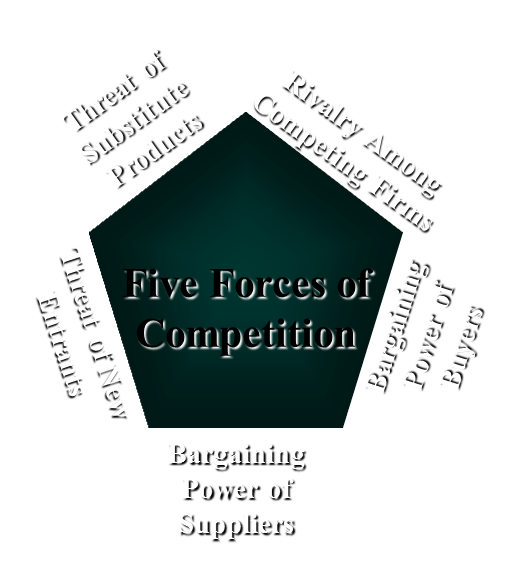 Threat of
Substitute
Products
Rivalry Among
Competing Firms
Five Forces of
Competition
Threat of New
Entrants
Bargaining
Power of
Buyers
Bargaining
Power of
Suppliers